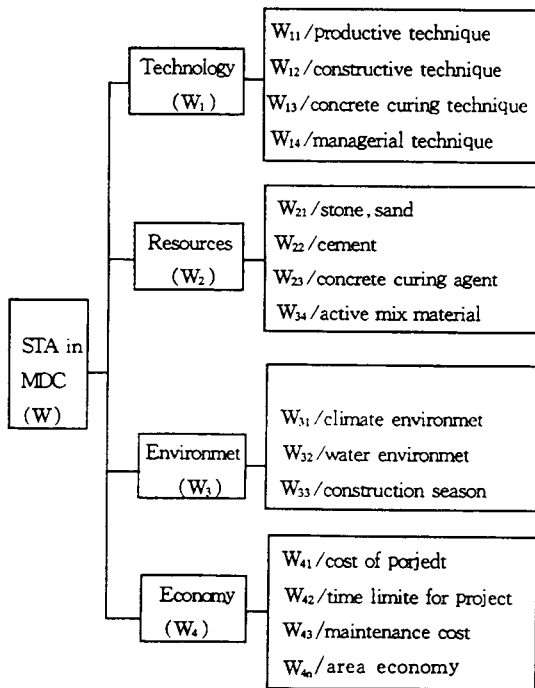 STA in
MDC
(W)
Technology
(W₁)
W₁₁/productive technique
W₁₂/constructive technique
W₁₃/concrete curing technique
W₁₄/managerial technique
Resources
(W₂)
W₂₁/stone, sand
W₂₂/cement
W₂₃/concrete curing agent
W₃₄/active mix material
Environmet
(W₃)
W₃₁/climate environmet
W₃₂/water environmet
W₃₃/construction season
Economy
(W₄)
W₄₁/cost of porjedt
W₄₂/time limite for project
W₄₃/maintenance cost
W₄ₙ/area economy